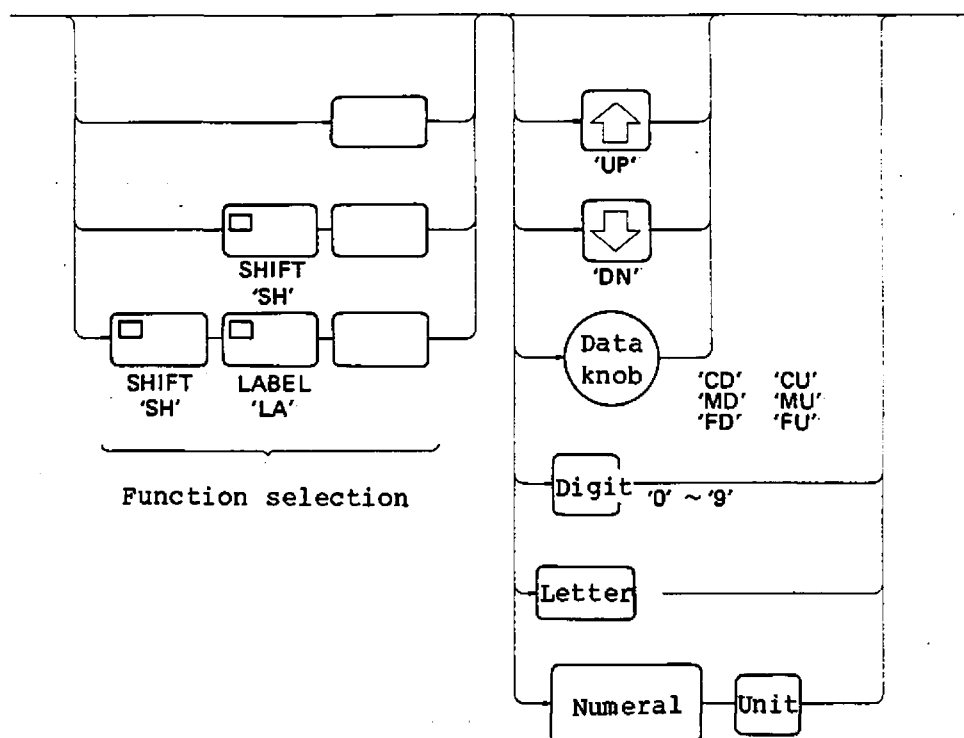 'UP'
SHIFT
'SH'
'DN'
SHIFT
'SH'
LABEL
'LA'
Data
knob
'CD' 'CU'
'MD' 'MU'
'FD' 'FU'
Function selection
Digit '0' ~ '9'
Letter
Numeral Unit